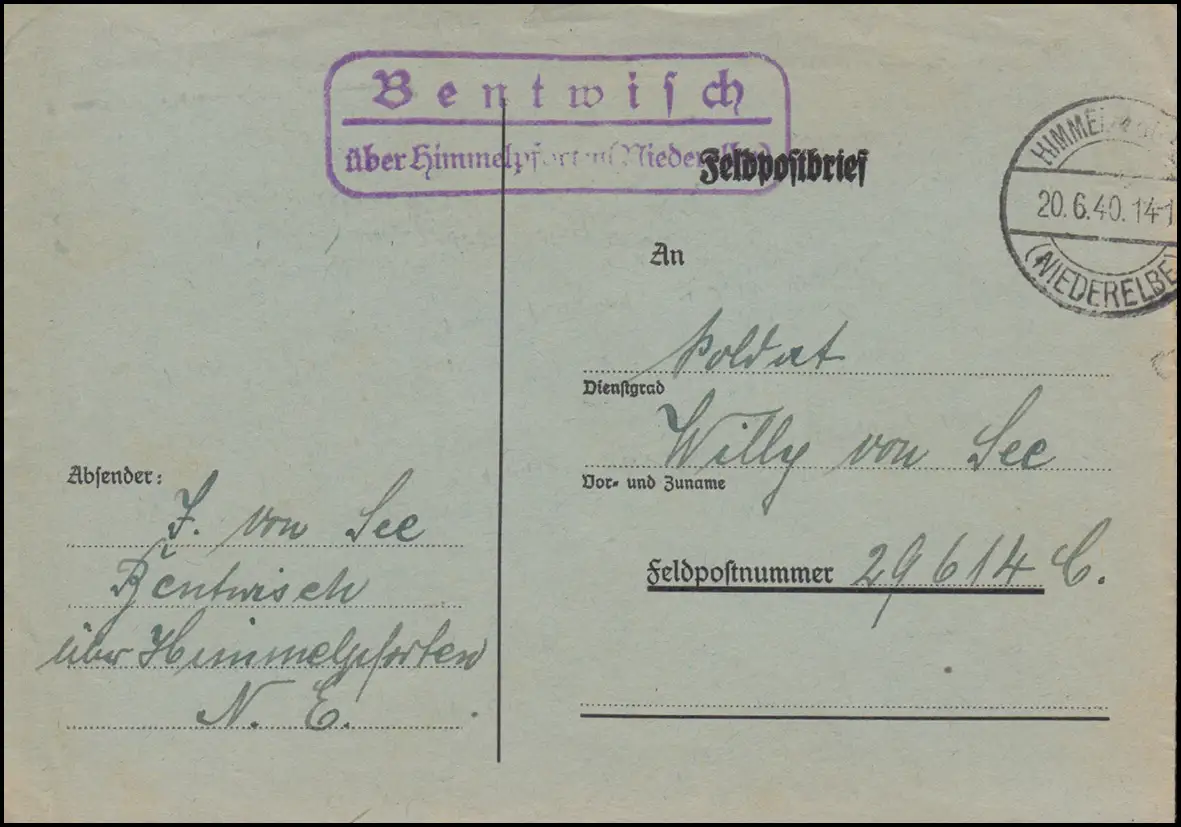 Bentwisch
über Himmelpforten (Niederelbe)
Feldpostbrief
20.6.40.14-1
(NIEDERELBE)
An
Soldat
Dienstgrad
Willy von See
Vor- und Zuname
Feldpostnummer 29614 C.
Absender:
J. von See
Bentwisch
über Himmelpforten
N. E.